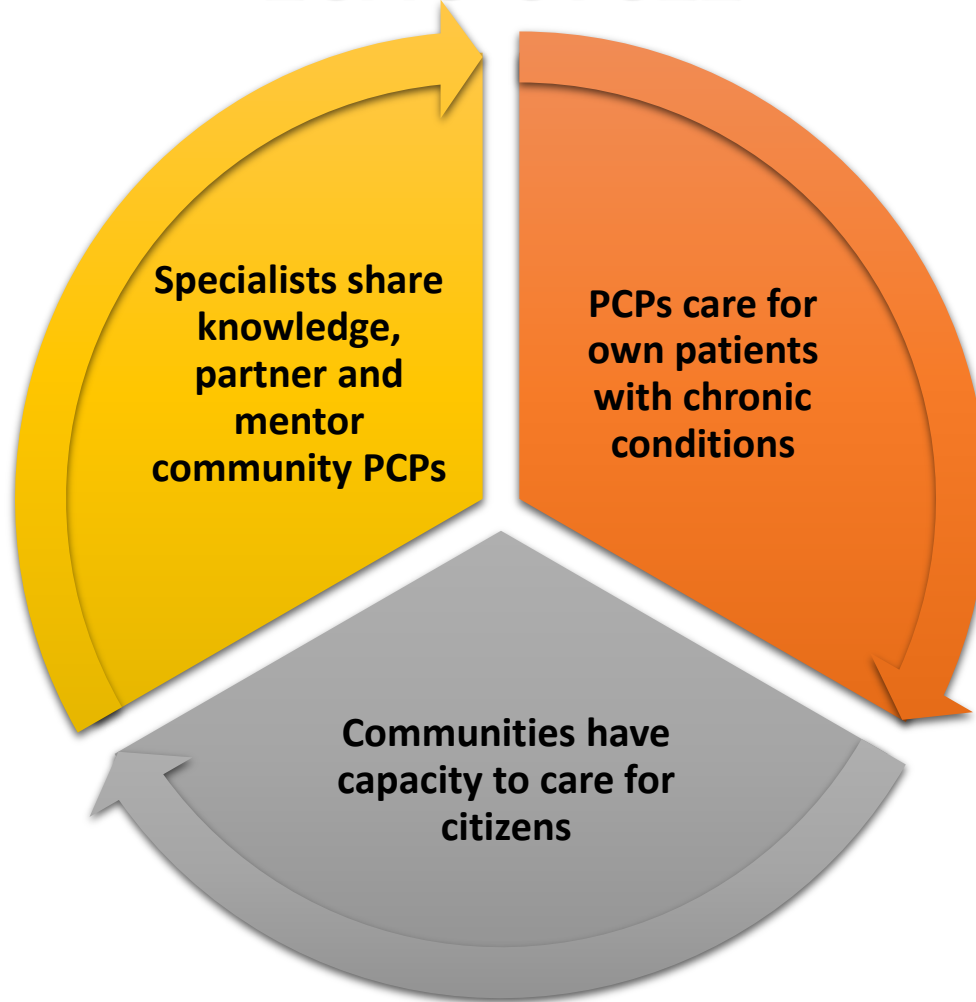 Specialists share
knowledge,
partner and
mentor
community PCPs
PCPs care for
own patients
with chronic
conditions
Communities have
capacity to care for
citizens